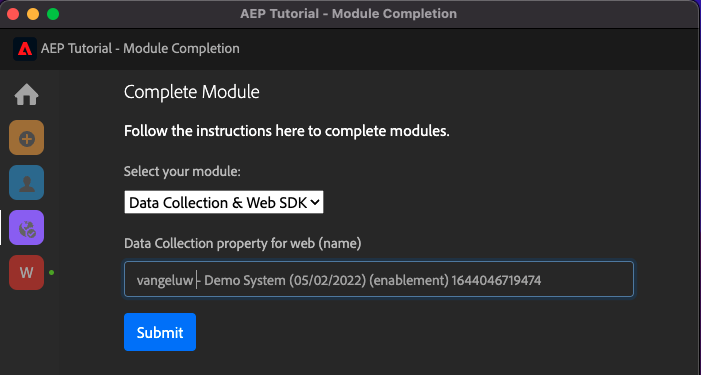 AEP Tutorial - Module Completion
AEP Tutorial - Module Completion
Complete Module
Follow the instructions here to complete modules.
Select your module:
Data Collection & Web SDK
Data Collection property for web (name)
vangeluw - Demo System (05/02/2022) (enablement) 1644046719474
W
Submit